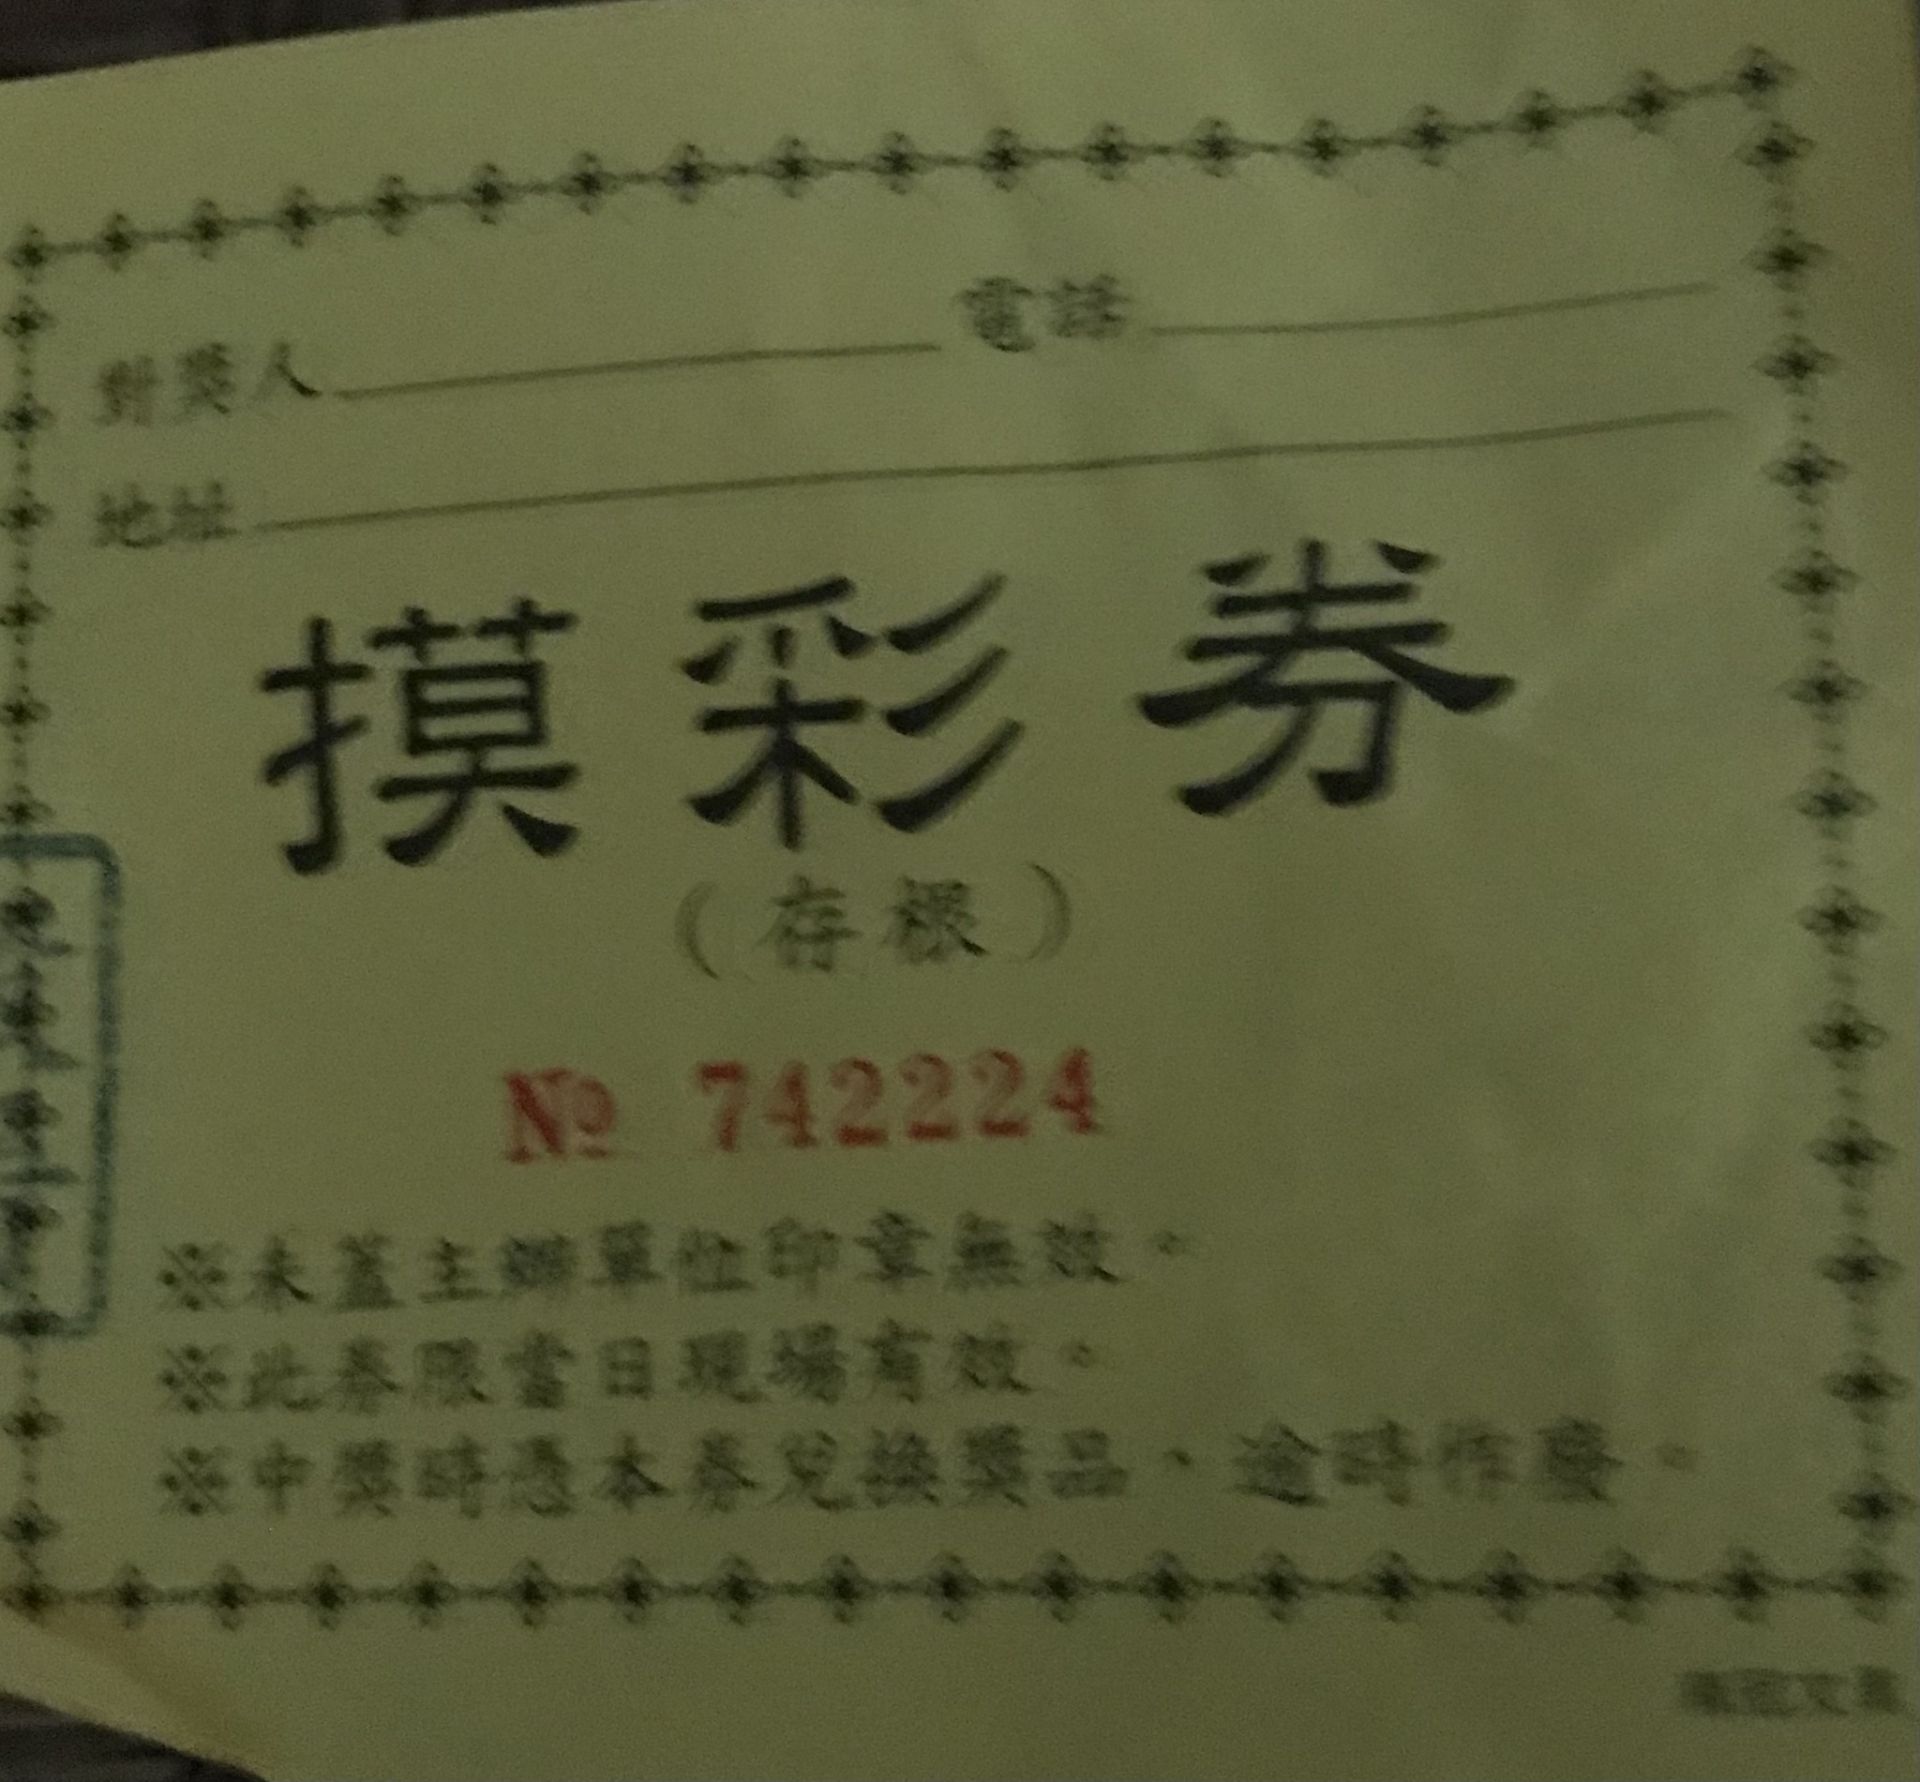 對獎人 電話
地址
摸彩券
(存根)
№ 742224
※未蓋主辦單位印章無效。
※此券限當日現場有效。
※中獎時憑本券兌換獎品、逾時作廢。